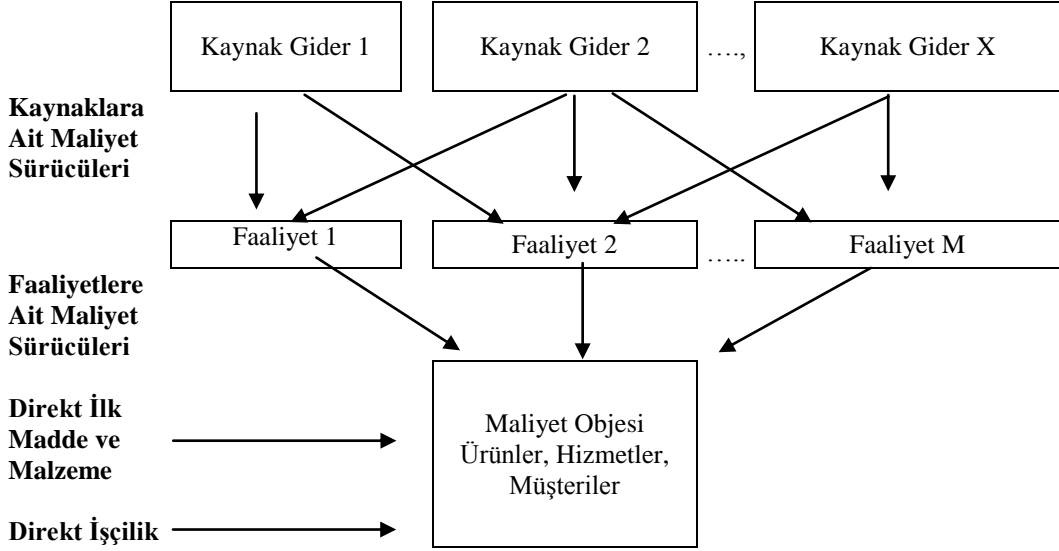 Kaynak Gider 1
Kaynak Gider 2
….,
Kaynak Gider X
Kaynaklara
Ait Maliyet
Sürücüleri
Faaliyet 1
Faaliyet 2
…..
Faaliyet M
Faaliyetlere
Ait Maliyet
Sürücüleri
Direkt İlk
Madde ve
Malzeme
Maliyet Objesi
Ürünler, Hizmetler,
Müşteriler
Direkt İşçilik